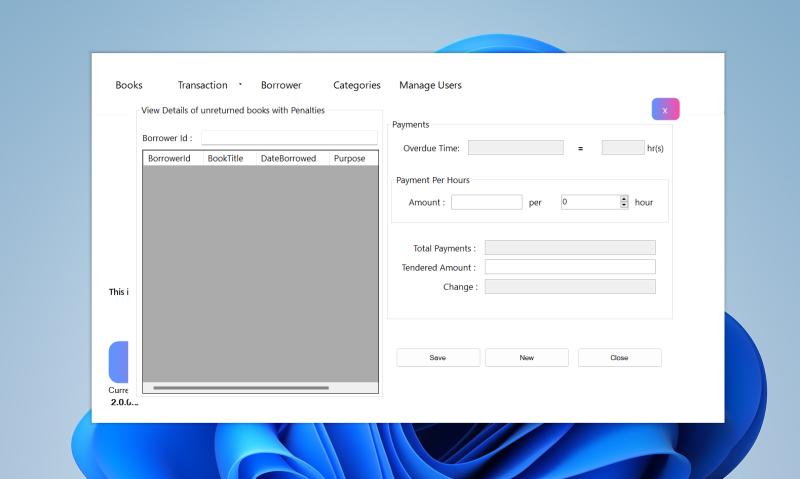 Books Transaction Borrower Categories Manage Users
x
View Details of unreturned books with Penalties
Borrower Id :
BorrowerId BookTitle DateBorrowed Purpose
Payments
Overdue Time: = hr(s)
Payment Per Hours
Amount : per 0 hour
Total Payments :
Tendered Amount :
Change :
Save New Close
This i
Curre
2.0.0.